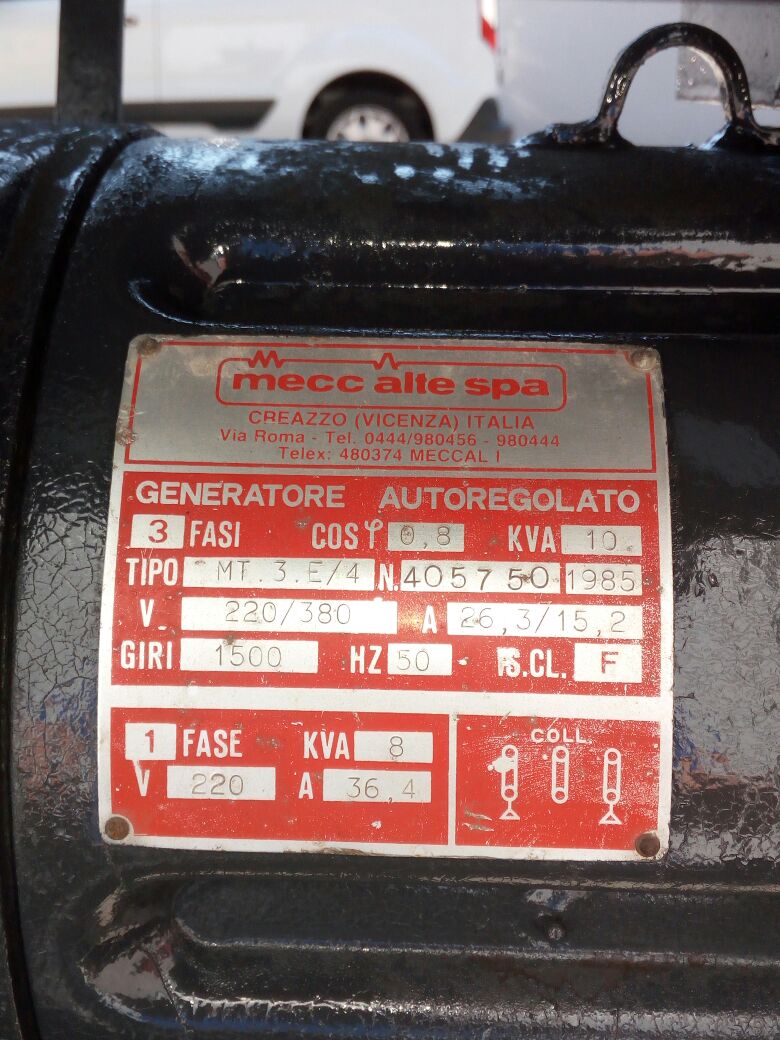 mecc alte spa
CREAZZO (VICENZA) ITALIA
Via Roma - Tel. 0444/980456 - 980444
Telex: 480374 MECCAL I
GENERATORE AUTOREGOLATO
3 FASI COS φ 0,8 KVA 10
TIPO MT.3.E/4 N. 405750 1985
V 220/380 A 26,3/15,2
GIRI 1500 HZ 50 IS.CL. F
1 FASE KVA 8
V 220 A 36,4
COLL